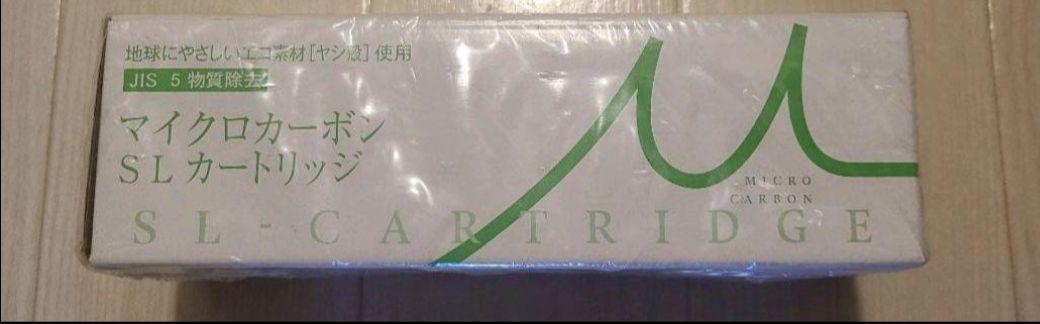 地球にやさしいエコ素材[ヤシ殻]使用
JIS 5物質除去
マイクロカーボン
SLカートリッジ
MICRO
CARBON
SL-CARTRIDGE